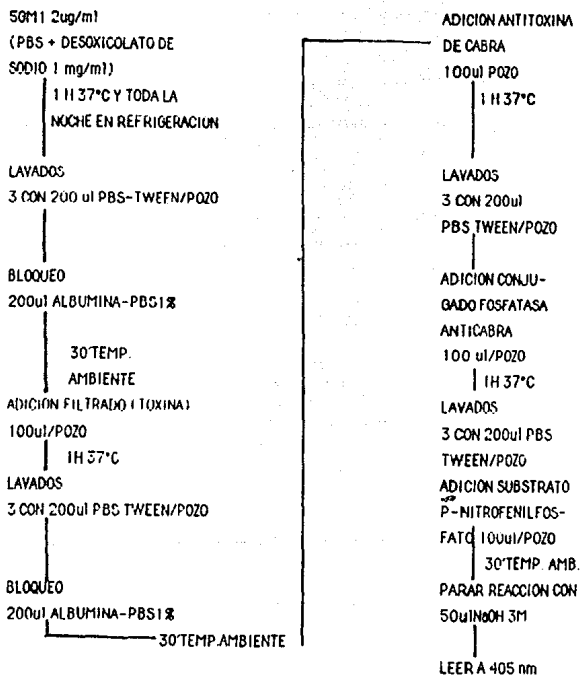 5GM1 2ug/ml
(PBS + DESOXICOLATO DE
SODIO 1 mg/ml)
1 H 37°C Y TODA LA
NOCHE EN REFRIGERACION
LAVADOS
3 CON 200 ul PBS-TWEEN/POZO
BLOQUEO
200ul ALBUMINA-PBS1%
30'TEMP.
AMBIENTE
ADICION FILTRADO (TOXINA)
100ul/POZO
1H 37°C
LAVADOS
3 CON 200ul PBS TWEEN/POZO
BLOQUEO
200ul ALBUMINA-PBS1%
30'TEMP.AMBIENTE
ADICION ANTITOXINA
DE CABRA
100ul POZO
1 H 37°C
LAVADOS
3 CON 200ul
PBS TWEEN/POZO
ADICION CONJU-
GADO FOSFATASA
ANTICABRA
100 ul/POZO
1H 37°C
LAVADOS
3 CON 200ul PBS
TWEEN/POZO
ADICION SUBSTRATO
P-NITROFENILFOS-
FATO 100ul/POZO
30'TEMP. AMB.
PARAR REACCION CON
50ulNaOH 3M
LEER A 405 nm